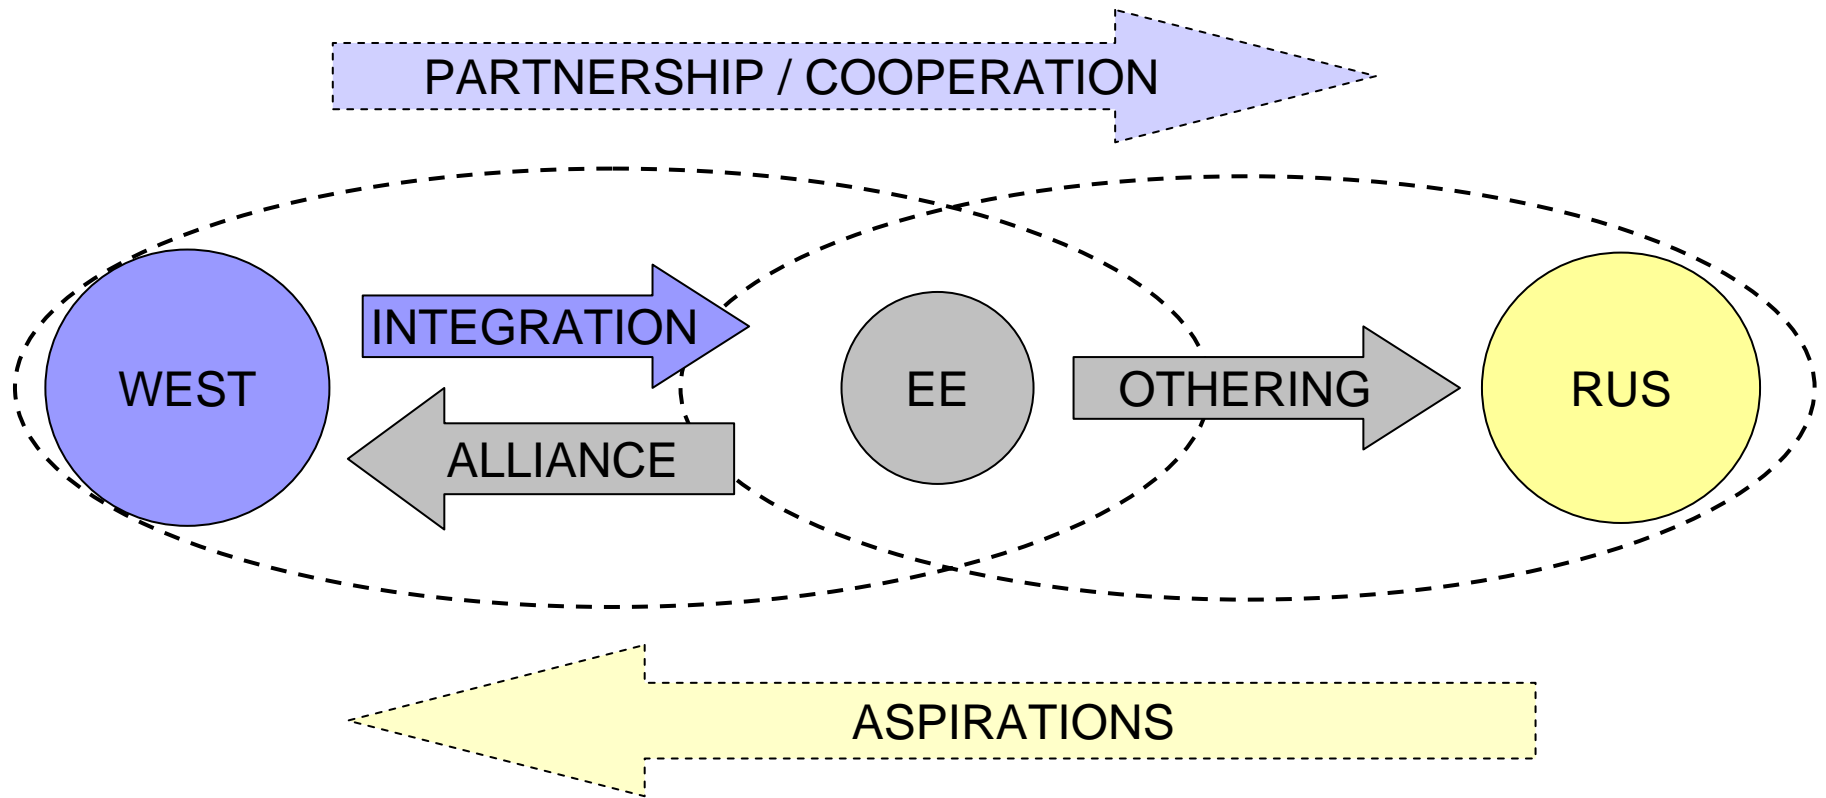 PARTNERSHIP / COOPERATION
INTEGRATION
WEST
EE
OTHERING
RUS
ALLIANCE
ASPIRATIONS